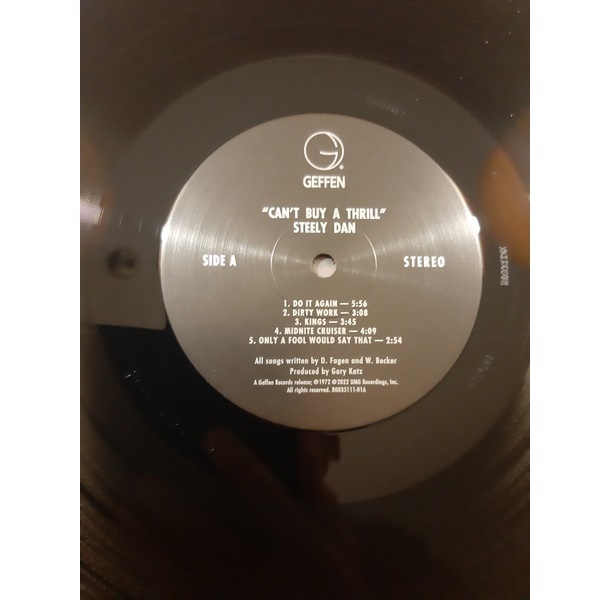 GEFFEN
"CAN'T BUY A THRILL"
STEELY DAN
SIDE A
STEREO
1. DO IT AGAIN — 5:56
2. DIRTY WORK — 3:08
3. KINGS — 3:45
4. MIDNITE CRUISER — 4:09
5. ONLY A FOOL WOULD SAY THAT — 2:54
All songs written by D. Fagen and W. Becker
Produced by Gary Katz
A Geffen Records release; ℗1972 ©2022 UMG Recordings, Inc.
All rights reserved. B0035111-01A